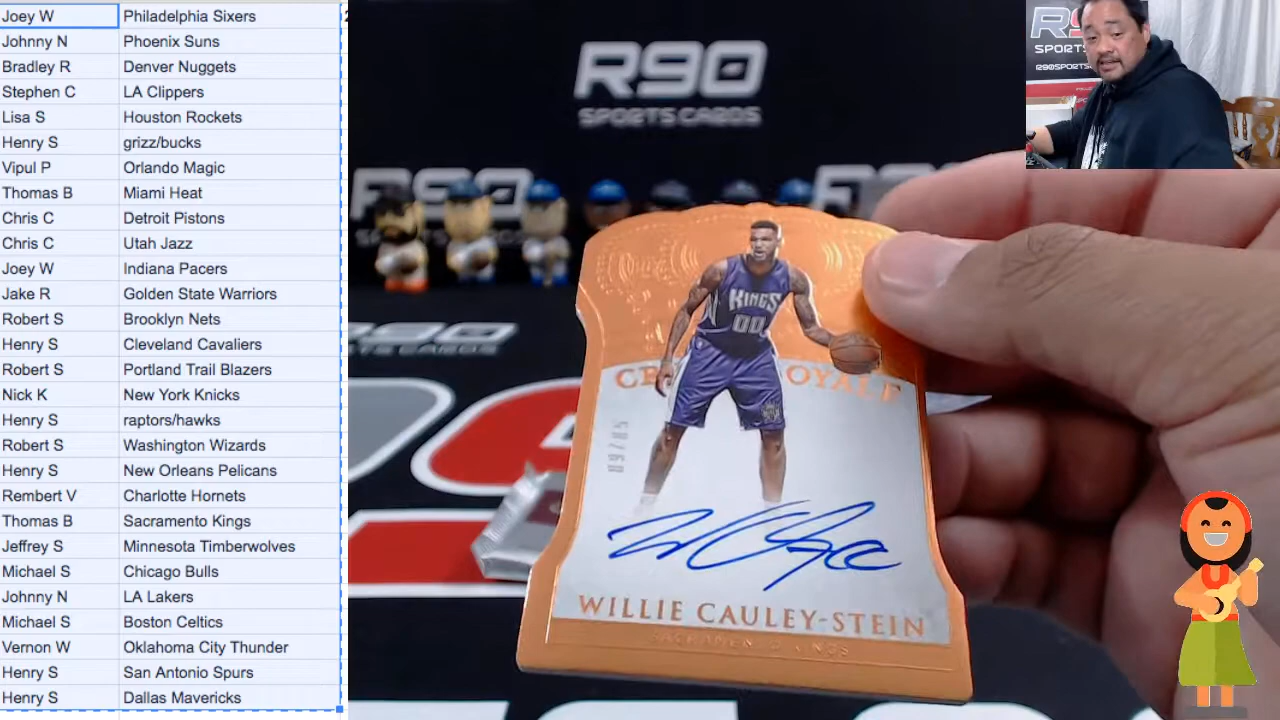 Joey W Philadelphia Sixers
Johnny N Phoenix Suns
Bradley R Denver Nuggets
Stephen C LA Clippers
Lisa S Houston Rockets
Henry S grizz/bucks
Vipul P Orlando Magic
Thomas B Miami Heat
Chris C Detroit Pistons
Chris C Utah Jazz
Joey W Indiana Pacers
Jake R Golden State Warriors
Robert S Brooklyn Nets
Henry S Cleveland Cavaliers
Robert S Portland Trail Blazers
Nick K New York Knicks
Henry S raptors/hawks
Robert S Washington Wizards
Henry S New Orleans Pelicans
Rembert V Charlotte Hornets
Thomas B Sacramento Kings
Jeffrey S Minnesota Timberwolves
Michael S Chicago Bulls
Johnny N LA Lakers
Michael S Boston Celtics
Vernon W Oklahoma City Thunder
Henry S San Antonio Spurs
Henry S Dallas Mavericks
R90
SPORTS CARDS
R90
R90
KINGS
00
WILLIE CAULEY-STEIN
SACRAMENTO KINGS